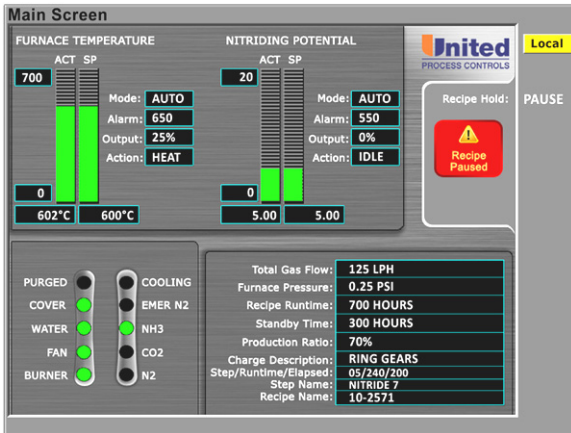 Main Screen
FURNACE TEMPERATURE
ACT SP
700
Mode: AUTO
Alarm: 650
Output: 25%
Action: HEAT
0
602°C 600°C
NITRIDING POTENTIAL
ACT SP
20
Mode: AUTO
Alarm: 550
Output: 0%
Action: IDLE
0
5.00 5.00
United
PROCESS CONTROLS
Local
Recipe Hold: PAUSE
Recipe
Paused
PURGED COOLING
COVER EMER N2
WATER NH3
FAN CO2
BURNER N2
Total Gas Flow: 125 LPH
Furnace Pressure: 0.25 PSI
Recipe Runtime: 700 HOURS
Standby Time: 300 HOURS
Production Ratio: 70%
Charge Description: RING GEARS
Step/Runtime/Elapsed: 05/240/200
Step Name: NITRIDE 7
Recipe Name: 10-2571